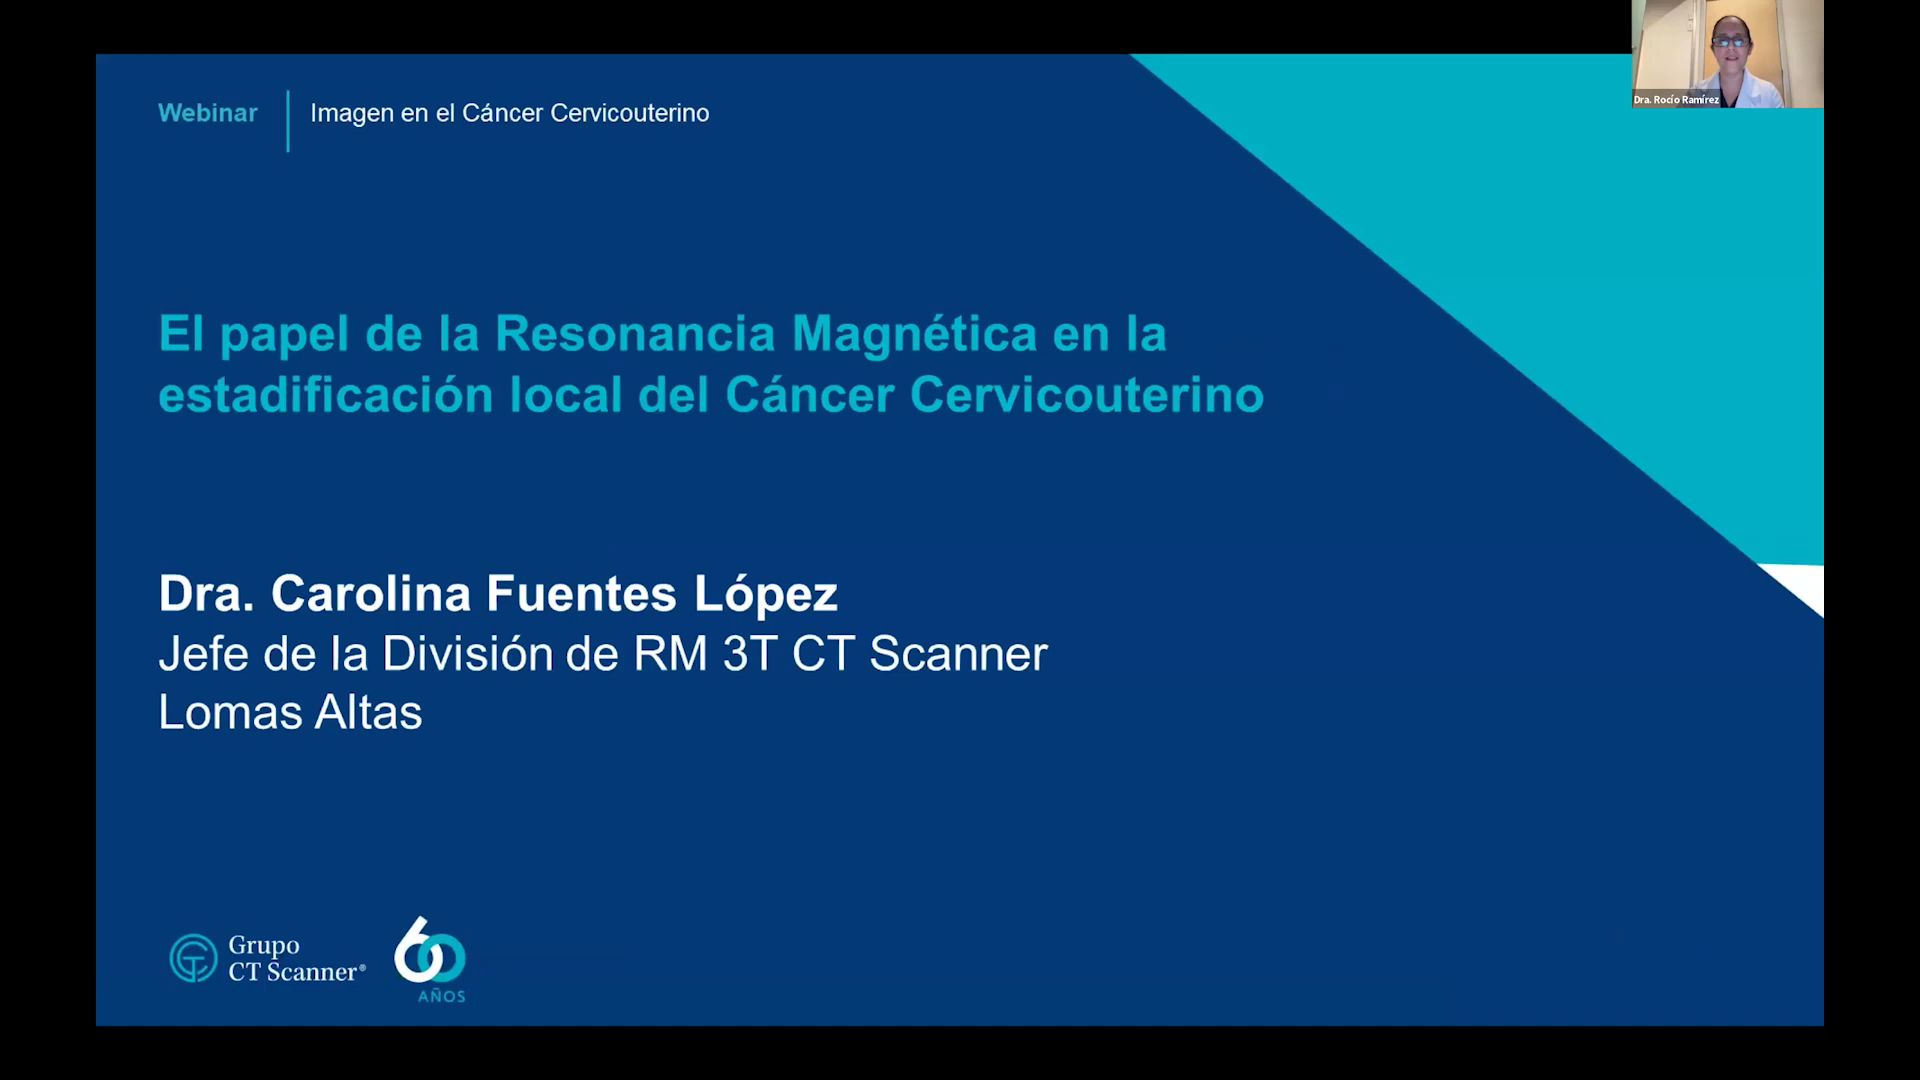 Dra. Rocío Ramírez
Webinar
Imagen en el Cáncer Cervicouterino
El papel de la Resonancia Magnética en la
estadificación local del Cáncer Cervicouterino
Dra. Carolina Fuentes López
Jefe de la División de RM 3T CT Scanner
Lomas Altas
Grupo
CT Scanner®
60
AÑOS